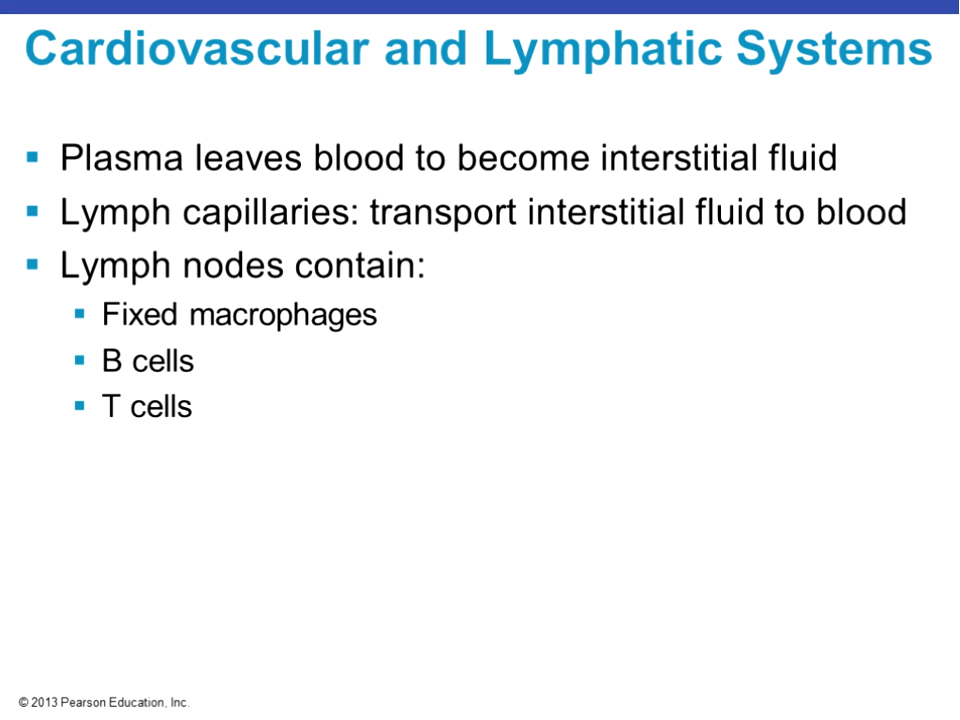 Cardiovascular and Lymphatic Systems
▪ Plasma leaves blood to become interstitial fluid
▪ Lymph capillaries: transport interstitial fluid to blood
▪ Lymph nodes contain:
▪ Fixed macrophages
▪ B cells
▪ T cells
© 2013 Pearson Education, Inc.